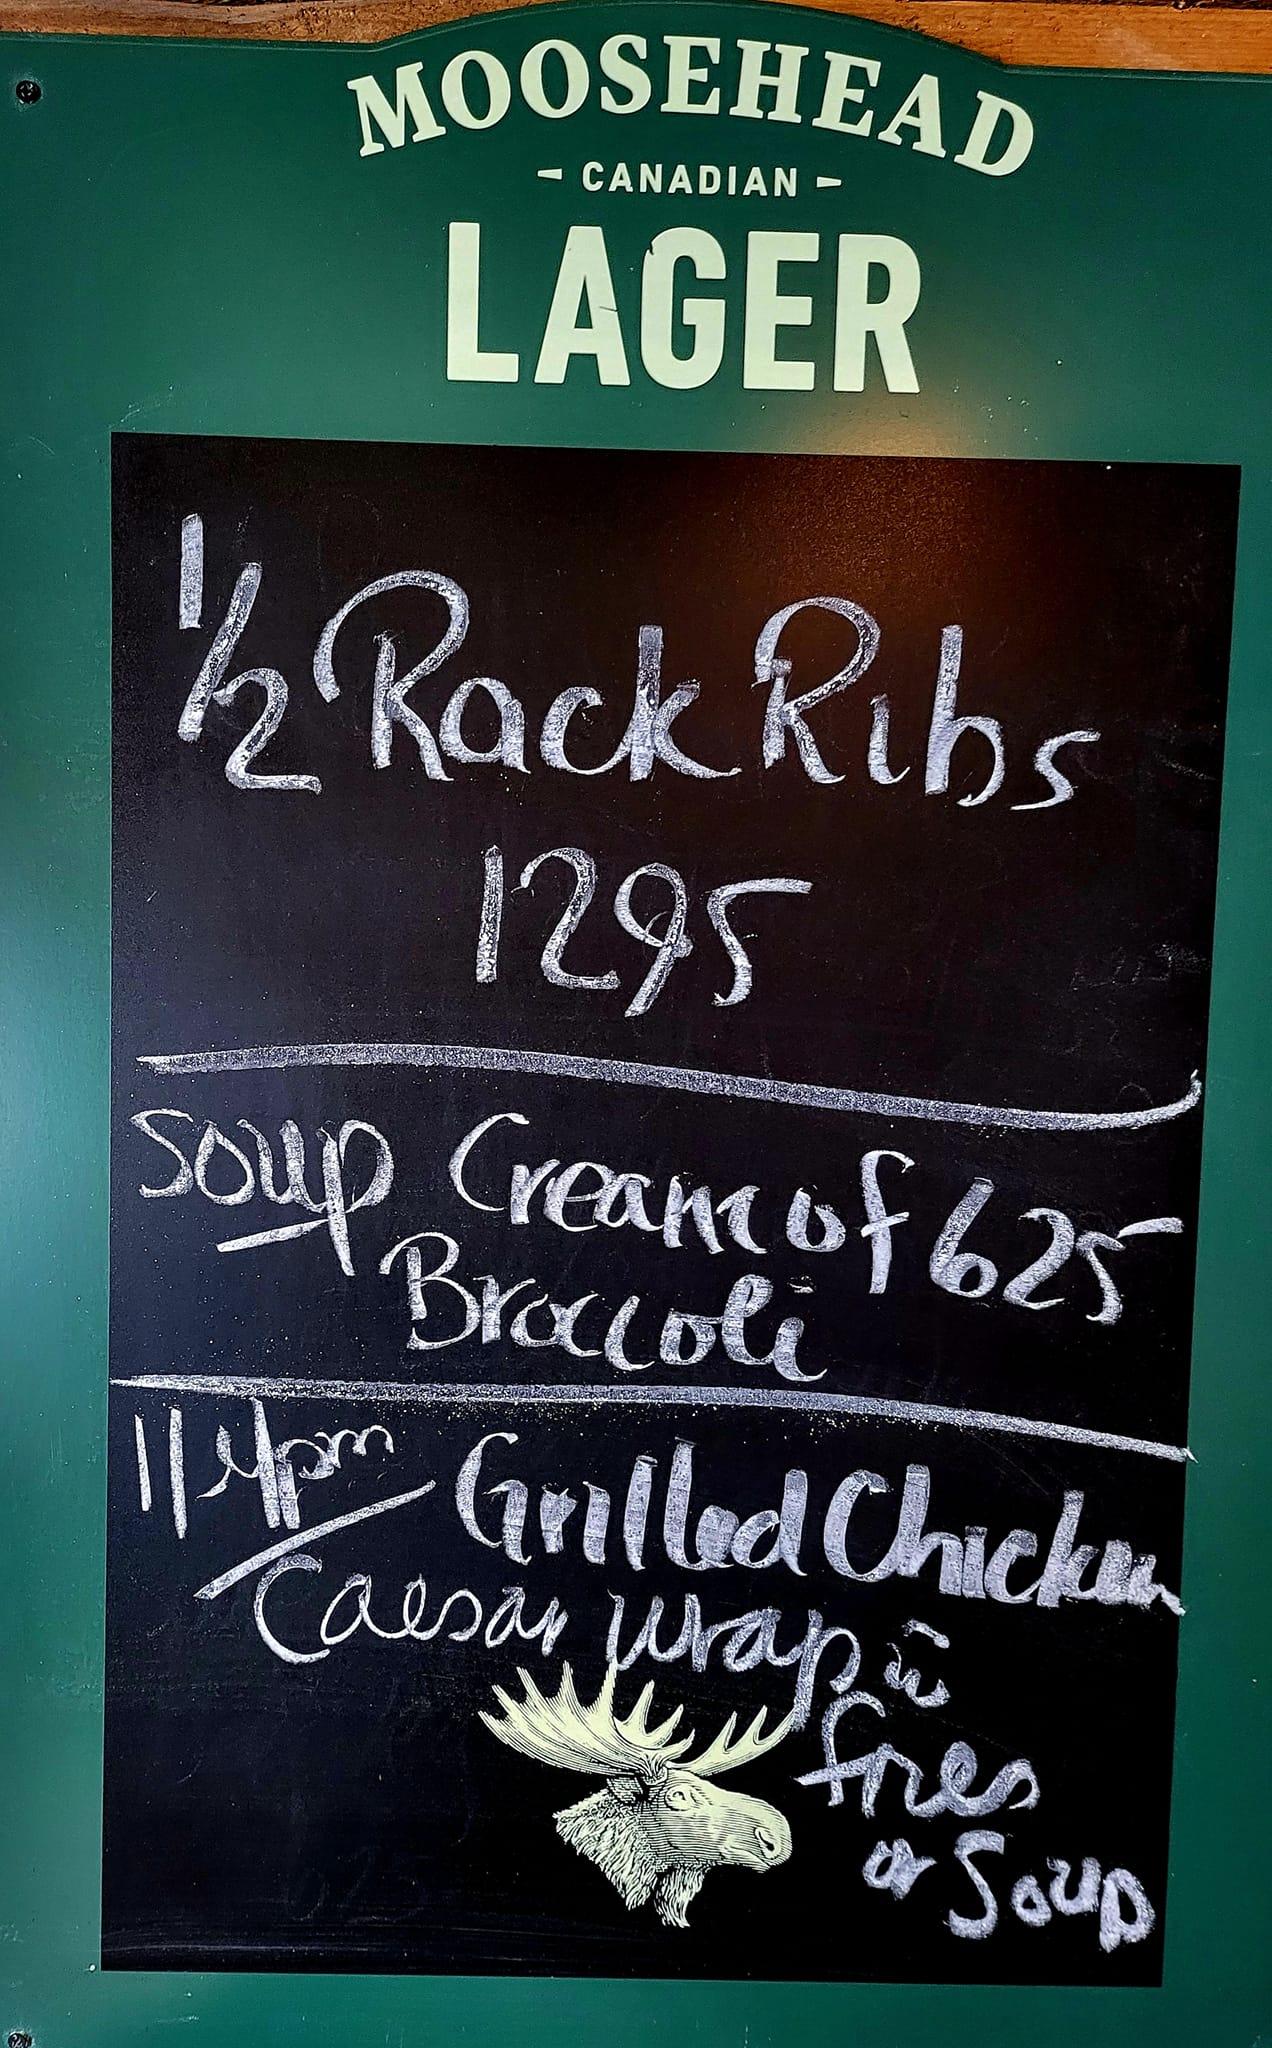 MOOSEHEAD
- CANADIAN -
LAGER
1/2 Rack Ribs
1295
Soup Cream of 625
Broccoli
11-4pm Grilled Chicken
Caesar Wrap w
fries
or Soup